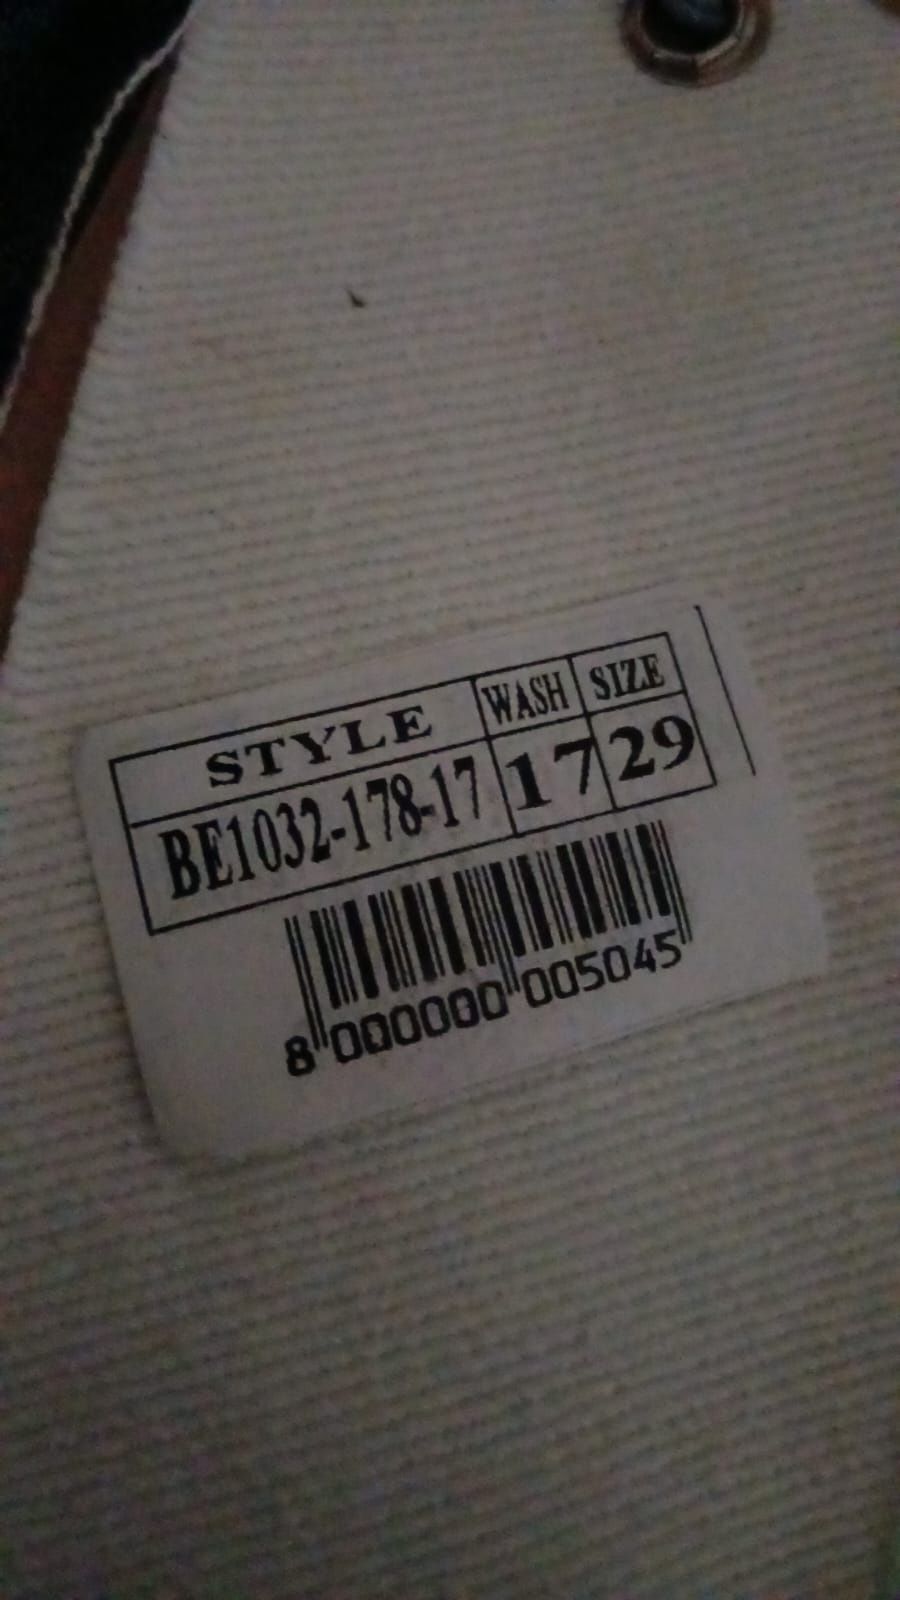 STYLE WASH SIZE
BE1032-178-17 17 29
8 000000 005045